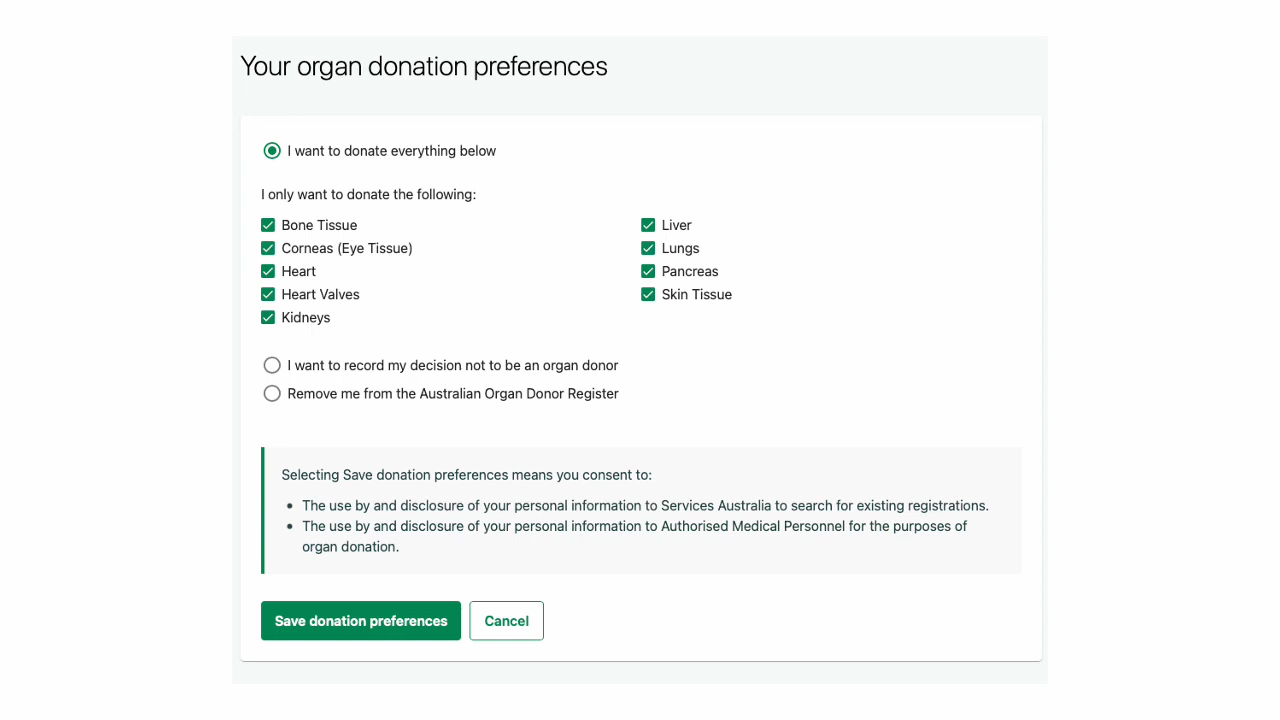 Your organ donation preferences
I want to donate everything below
I only want to donate the following:
Bone Tissue
Corneas (Eye Tissue)
Heart
Heart Valves
Kidneys
Liver
Lungs
Pancreas
Skin Tissue
I want to record my decision not to be an organ donor
Remove me from the Australian Organ Donor Register
Selecting Save donation preferences means you consent to:
• The use by and disclosure of your personal information to Services Australia to search for existing registrations.
• The use by and disclosure of your personal information to Authorised Medical Personnel for the purposes of
organ donation.
Save donation preferences
Cancel